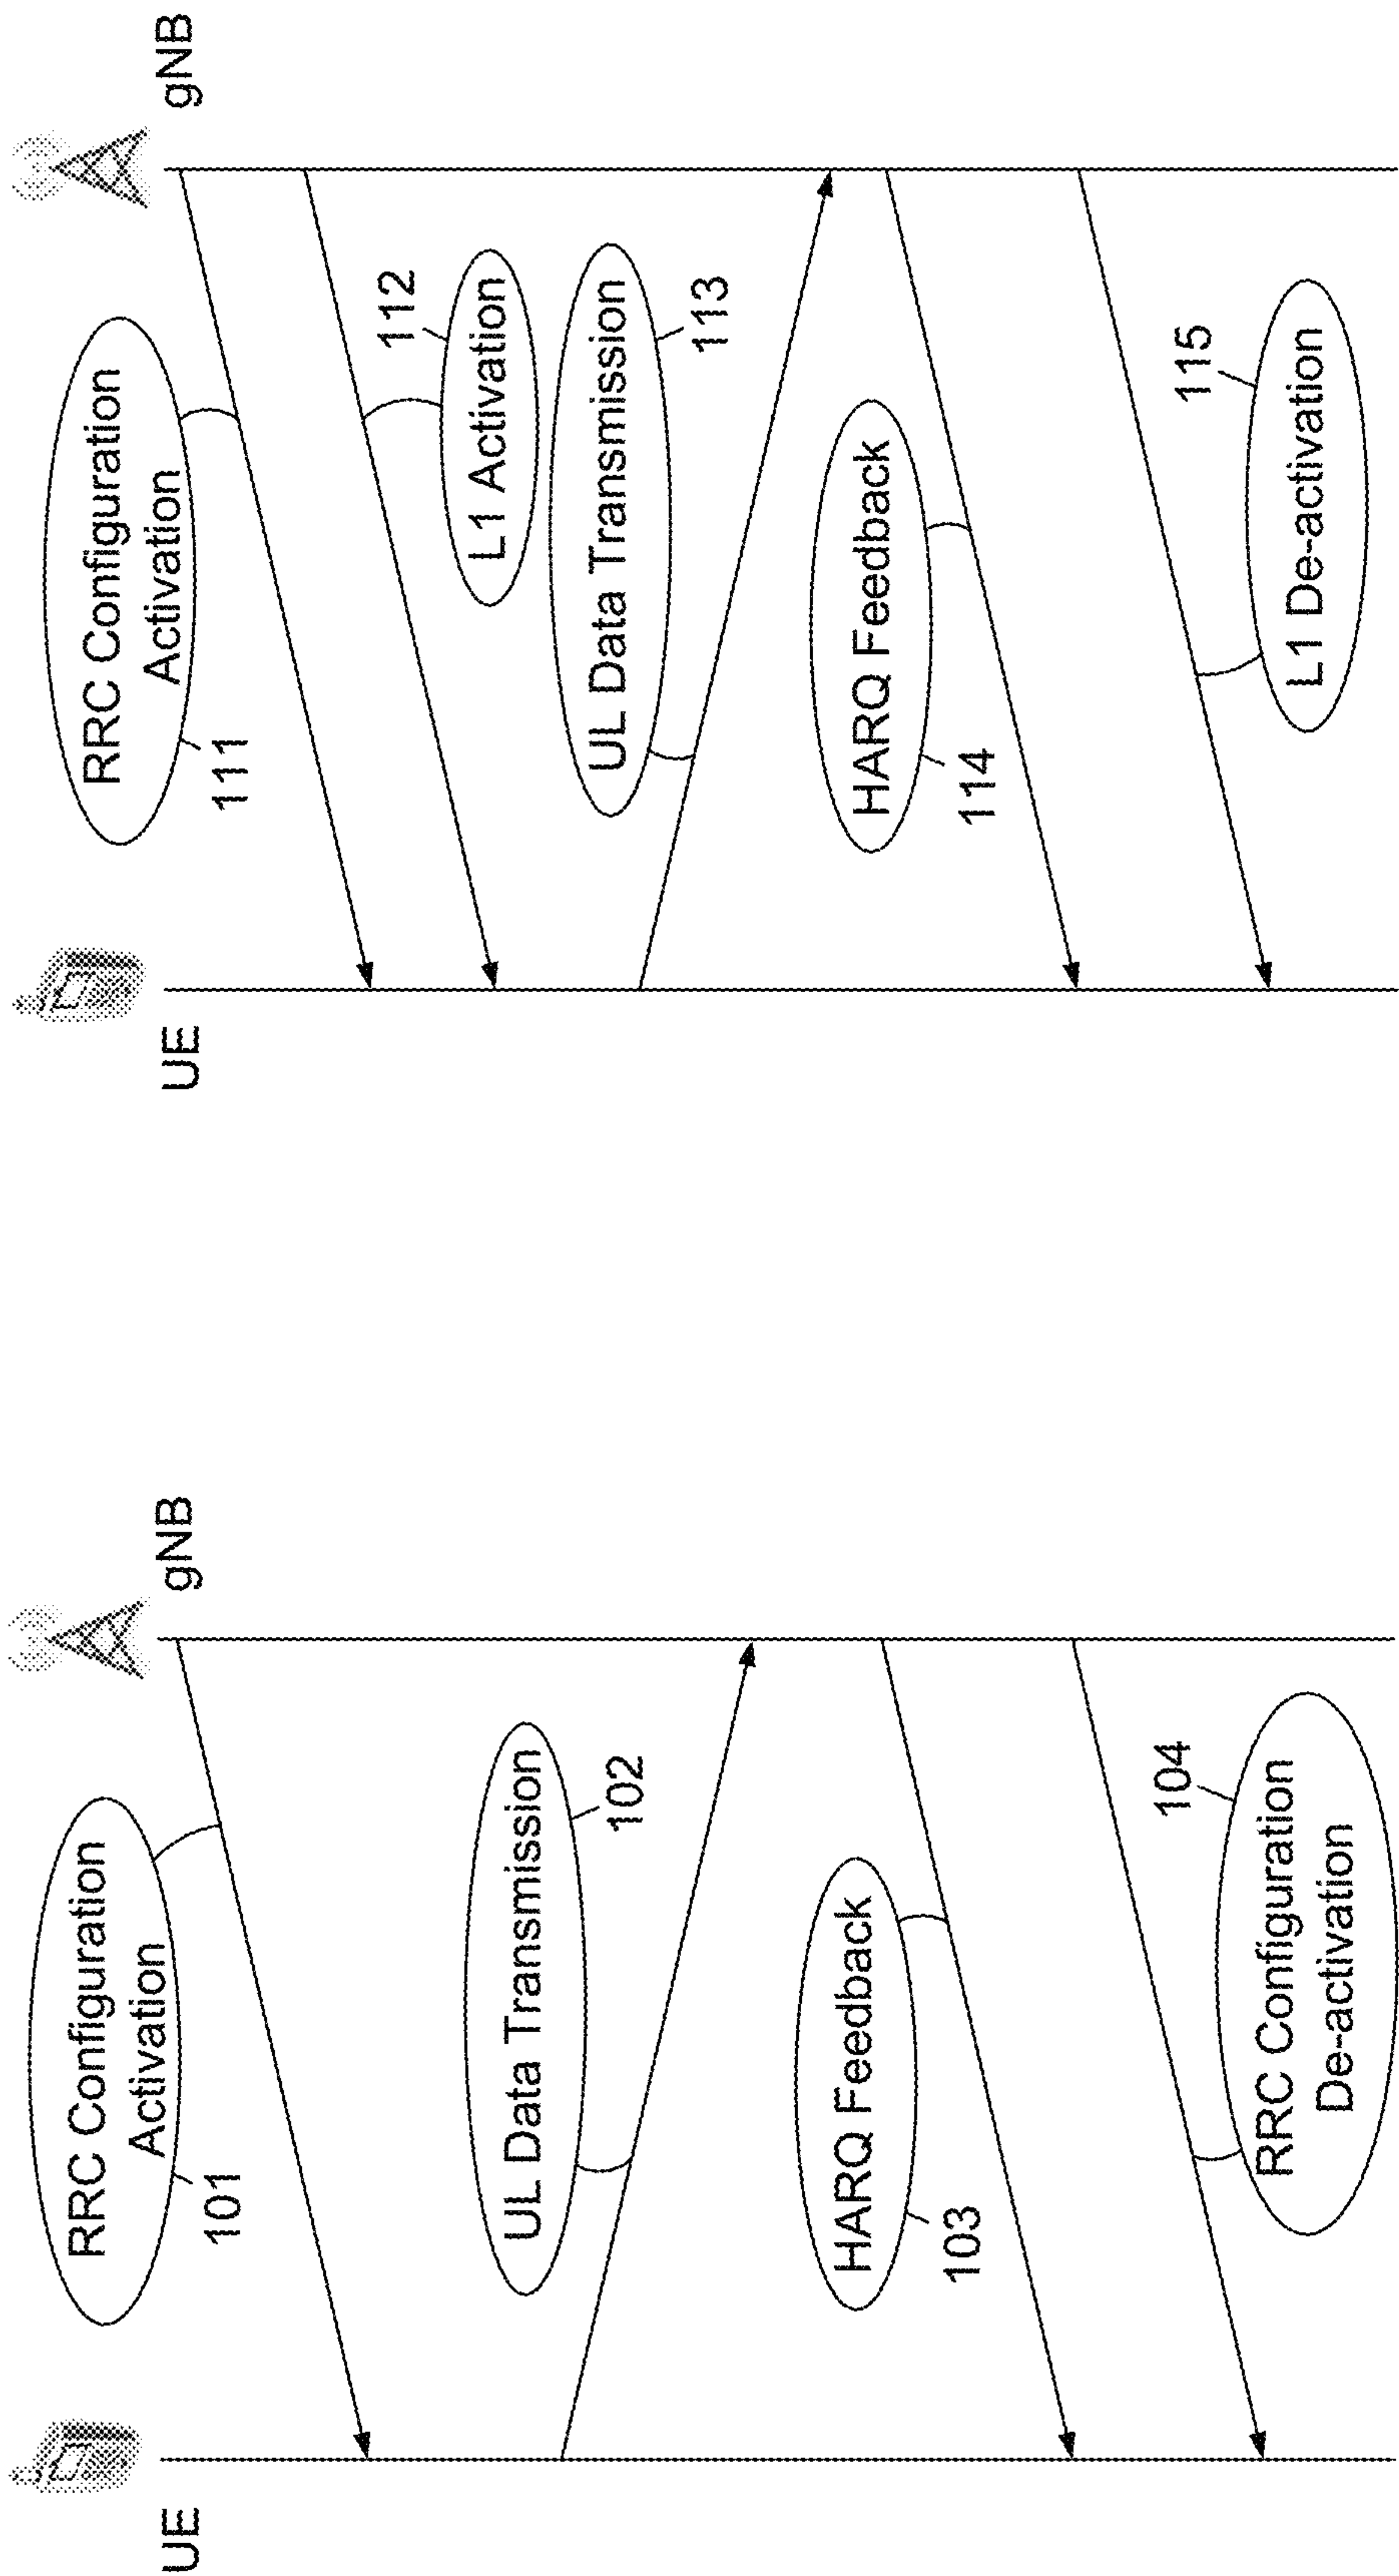 UE
gNB
RRC Configuration
Activation
101
UL Data Transmission
102
HARQ Feedback
103
104
RRC Configuration
De-activation
UE
gNB
RRC Configuration
Activation
111
112
L1 Activation
UL Data Transmission
113
HARQ Feedback
114
115
L1 De-activation